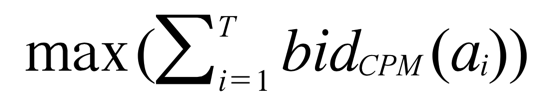 max(∑_{i=1}^{T} bid_{CPM}(a_i))